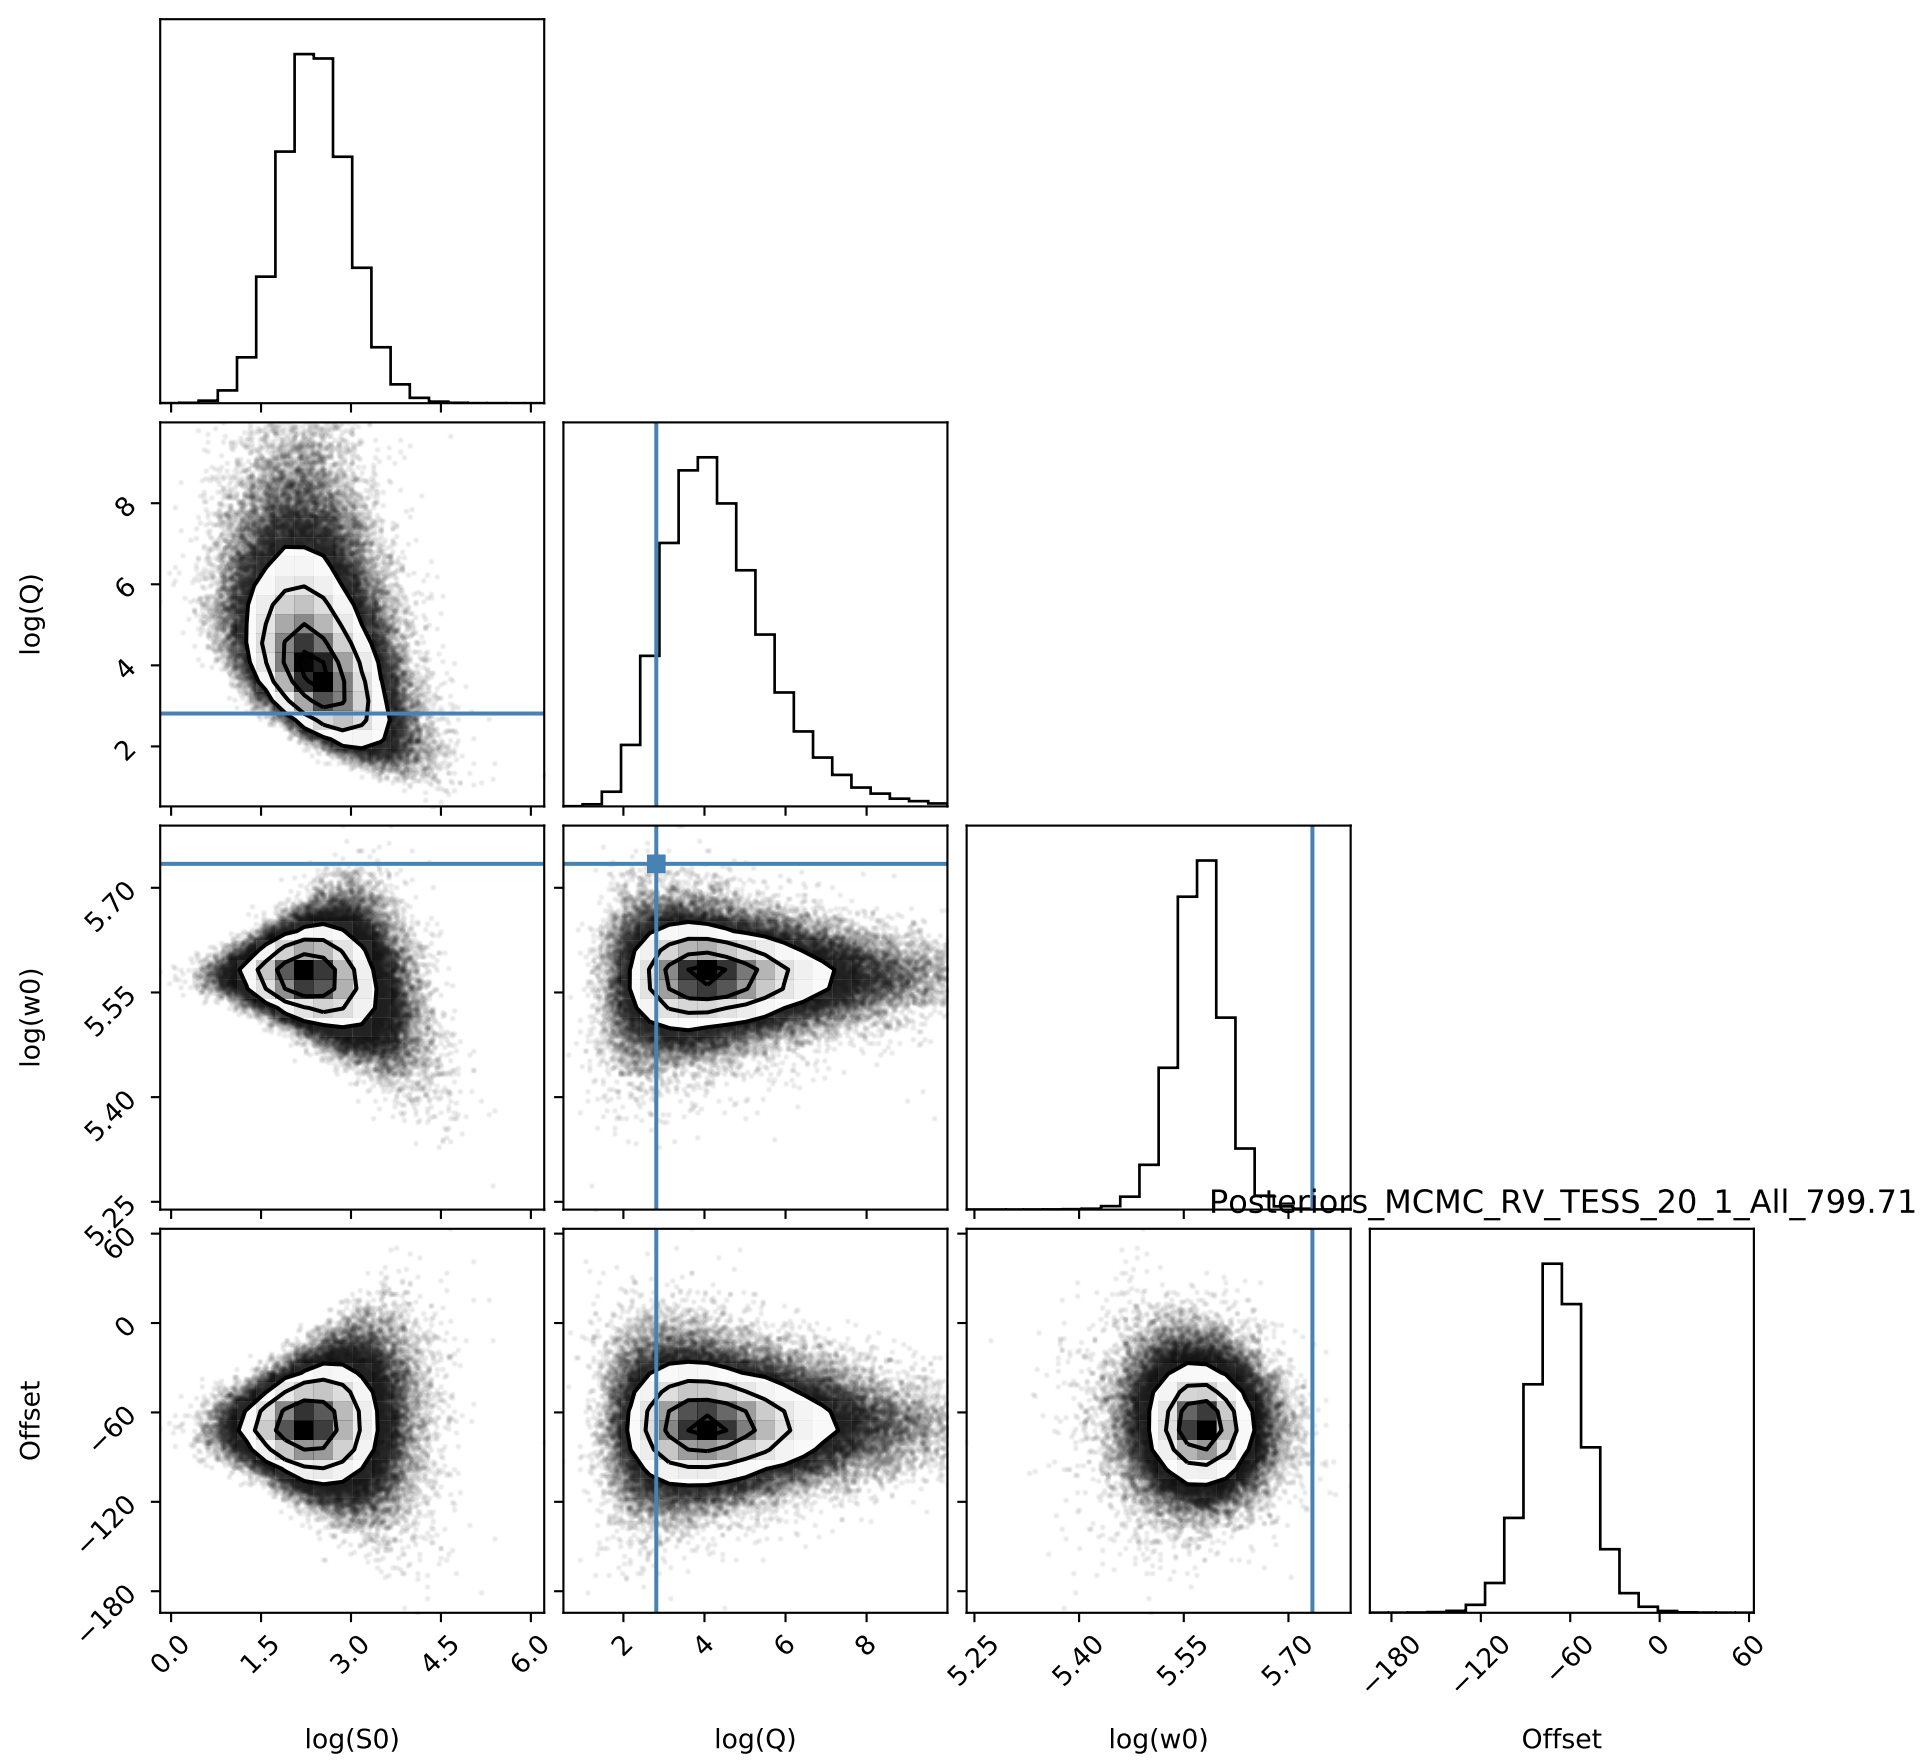 log(Q)
8
6
4
2
log(w0)
5.70
5.55
5.40
5.25
Posteriors_MCMC_RV_TESS_20_1_All_799.71
Offset
60
0
−60
−120
−180
0.0 1.5 3.0 4.5 6.0 2 4 6 8 5.25 5.40 5.55 5.70 −180 −120 −60 0 60
log(S0) log(Q) log(w0) Offset